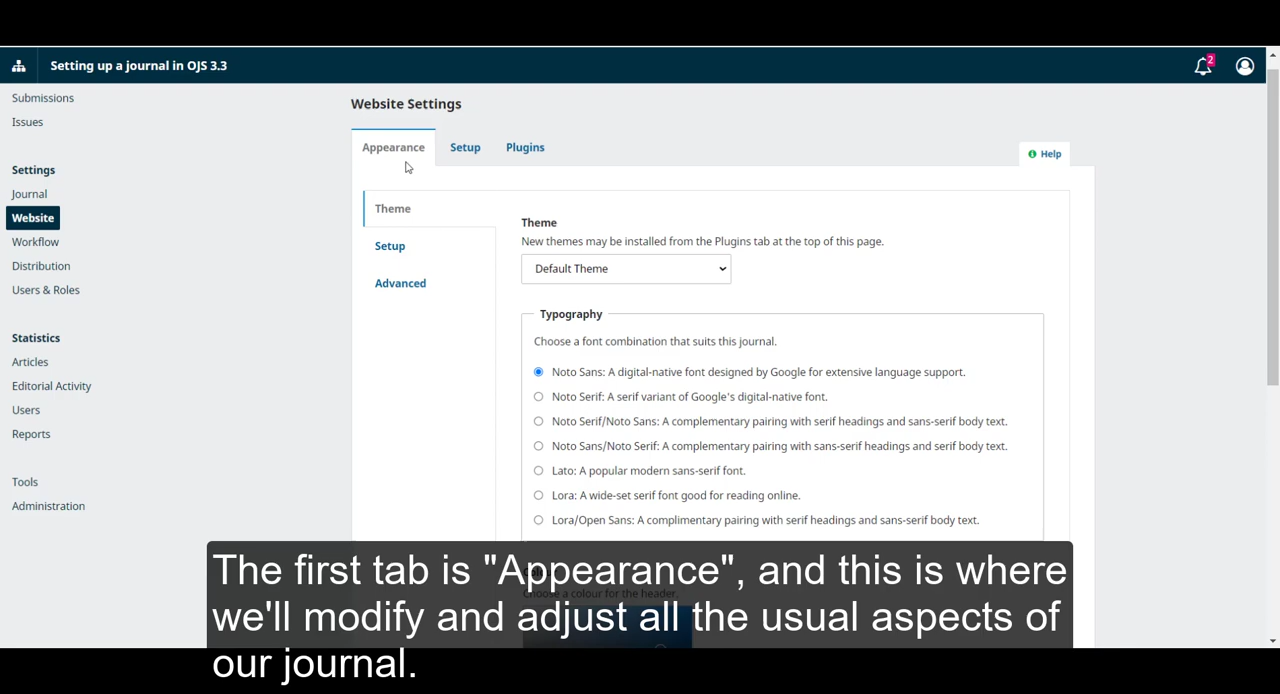 Setting up a journal in OJS 3.3
2
Submissions
Issues
Settings
Journal
Website
Workflow
Distribution
Users & Roles
Statistics
Articles
Editorial Activity
Users
Reports
Tools
Administration
Website Settings
Appearance
Setup
Plugins
Help
Theme
Setup
Advanced
Theme
New themes may be installed from the Plugins tab at the top of this page.
Default Theme
Typography
Choose a font combination that suits this journal.
Noto Sans: A digital-native font designed by Google for extensive language support.
Noto Serif: A serif variant of Google's digital-native font.
Noto Serif/Noto Sans: A complementary pairing with serif headings and sans-serif body text.
Noto Sans/Noto Serif: A complementary pairing with sans-serif headings and serif body text.
Lato: A popular modern sans-serif font.
Lora: A wide-set serif font good for reading online.
Lora/Open Sans: A complimentary pairing with serif headings and sans-serif body text.
Choose a colour for the header.
The first tab is "Appearance", and this is where
we'll modify and adjust all the usual aspects of
our journal.